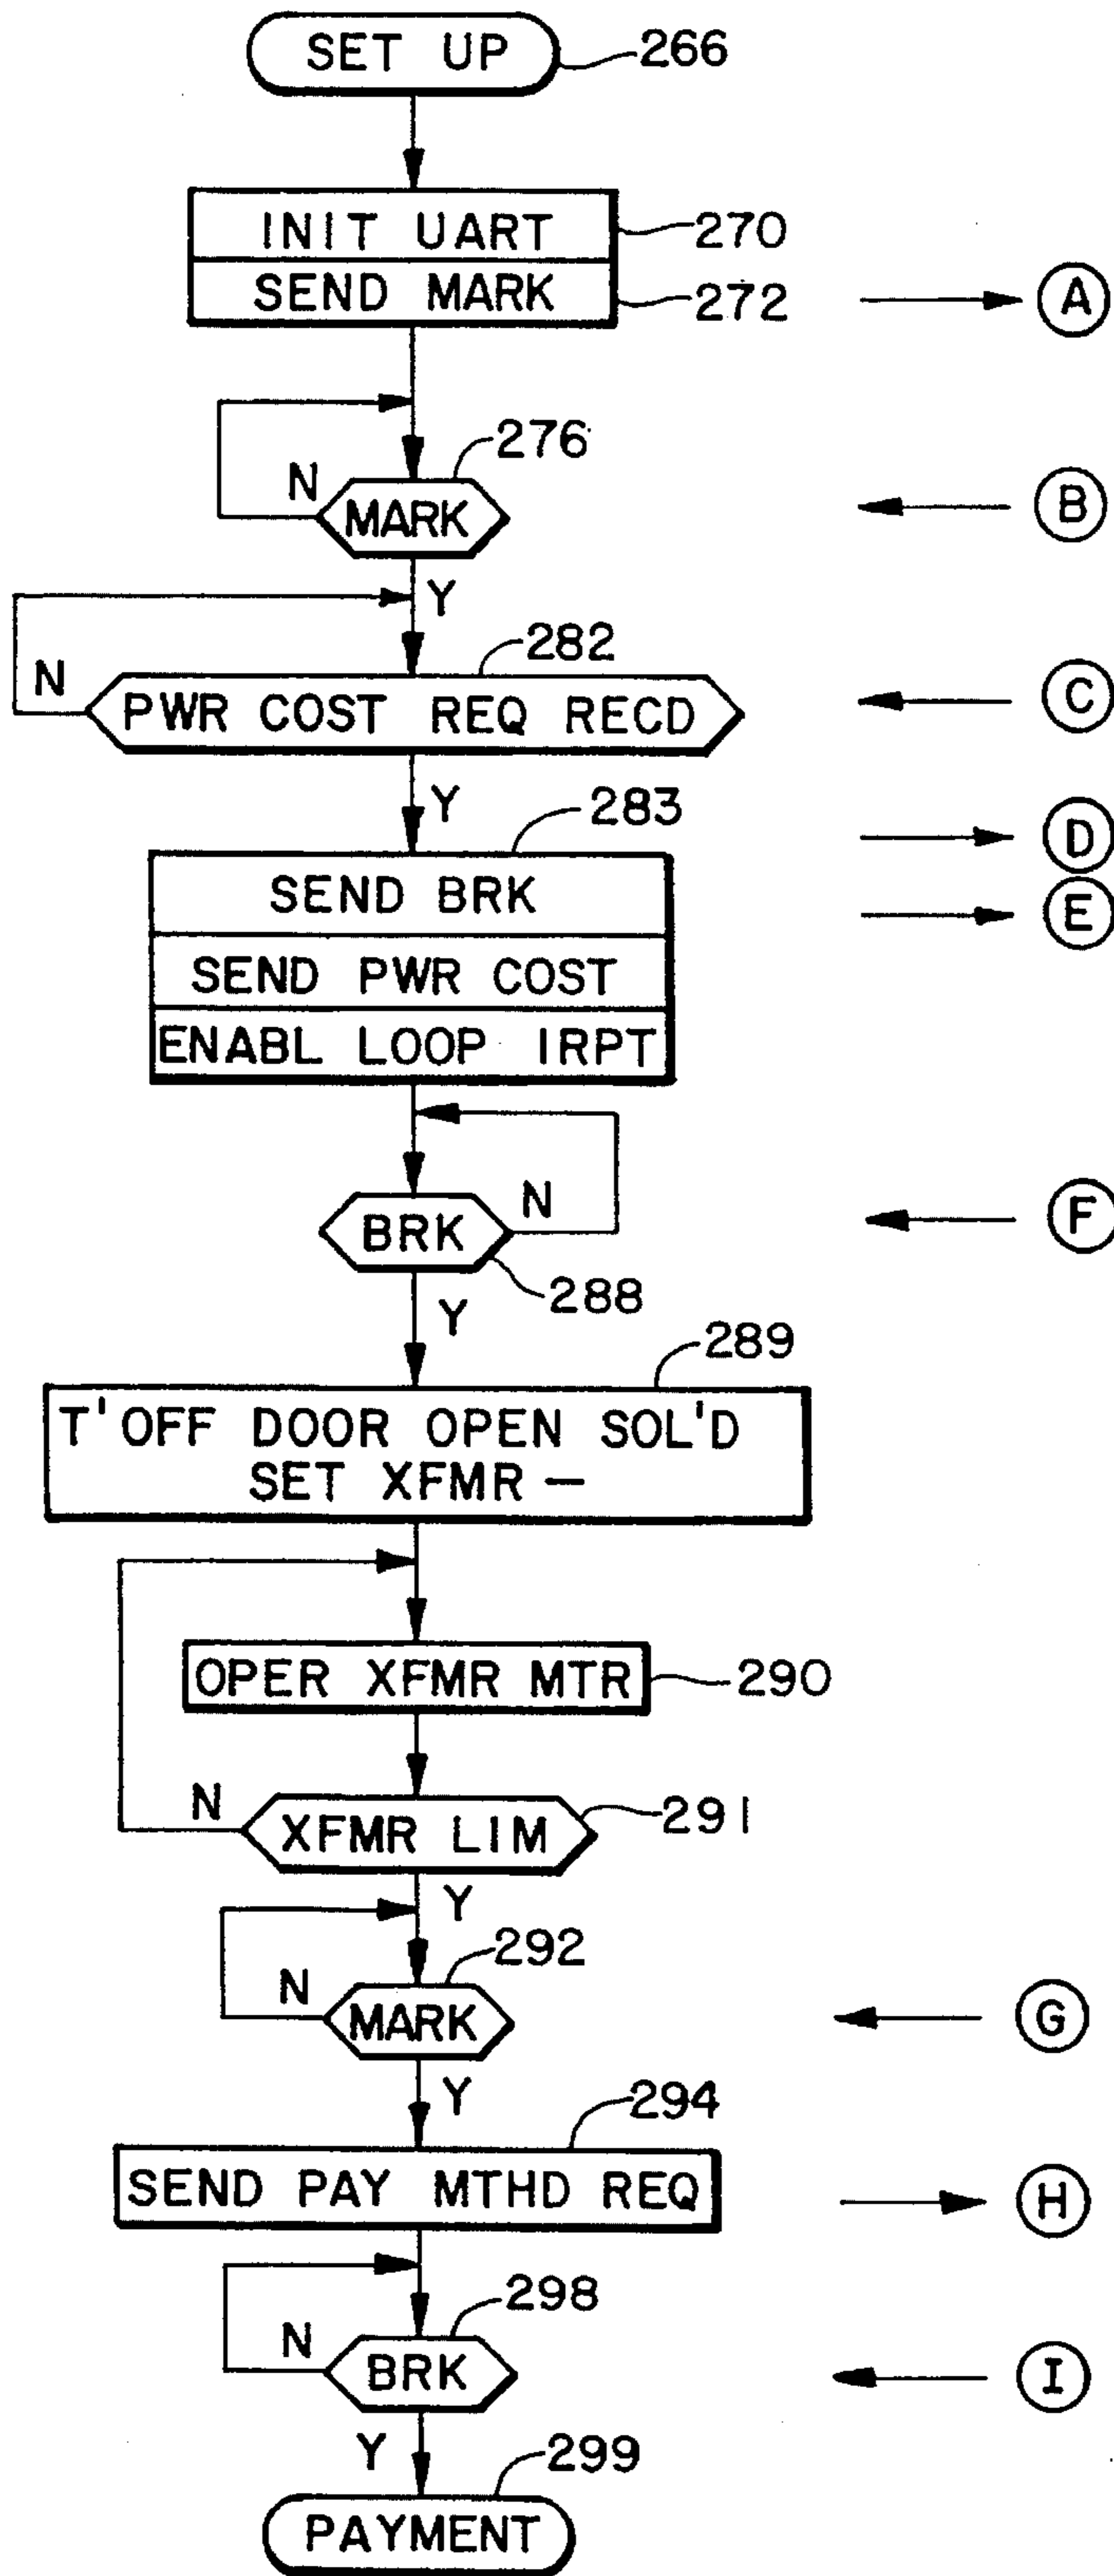 SET UP 266
INIT UART 270
SEND MARK 272 A
276
N
MARK B
Y
282
N
PWR COST REQ RECD C
Y
283
D
SEND BRK E
SEND PWR COST
ENABL LOOP IRPT
N
BRK F
288
Y
289
T'OFF DOOR OPEN SOL'D
SET XFMR –
OPER XFMR MTR 290
N
XFMR LIM 291
Y
292
N
MARK G
Y
294
SEND PAY MTHD REQ H
298
N
BRK I
Y
299
PAYMENT